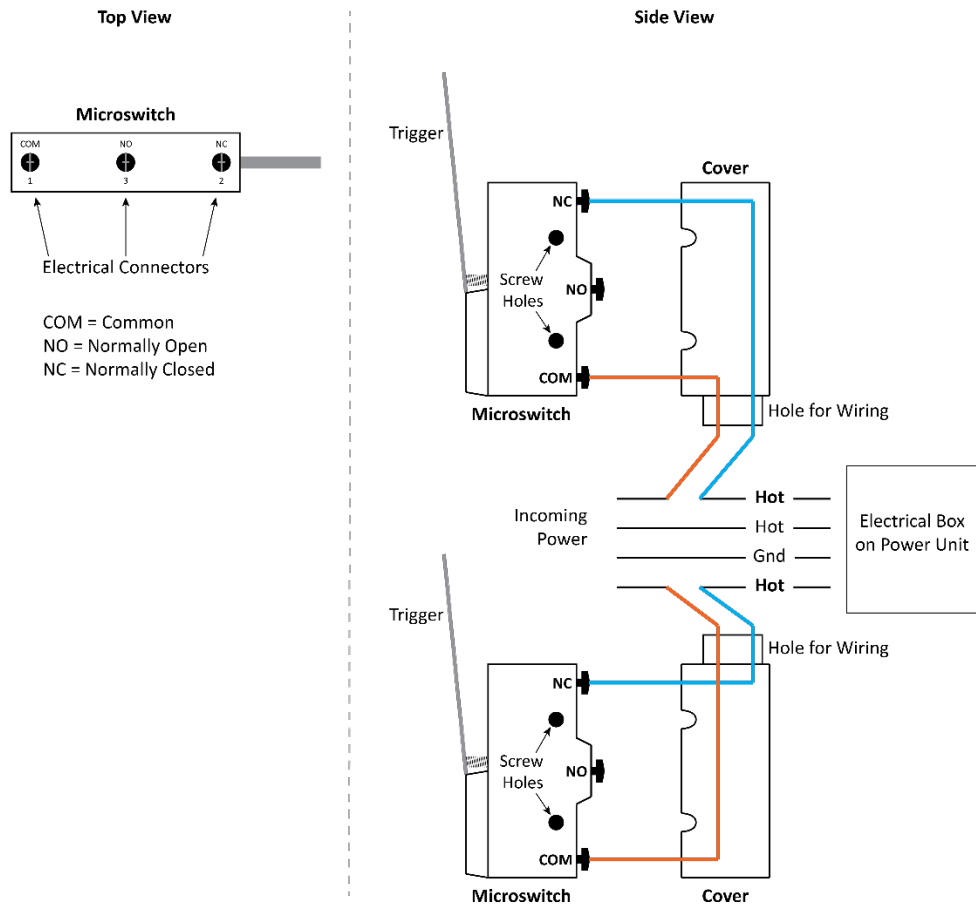 Top View
Microswitch
COM NO NC
1 3 2
Electrical Connectors
COM = Common
NO = Normally Open
NC = Normally Closed
Side View
Trigger
Cover
NC
Screw
Holes
NO
COM
Microswitch
Hole for Wiring
Incoming
Power
Hot
Hot
Gnd
Hot
Electrical Box
on Power Unit
Trigger
Hole for Wiring
NC
Screw
Holes
NO
COM
Microswitch
Cover